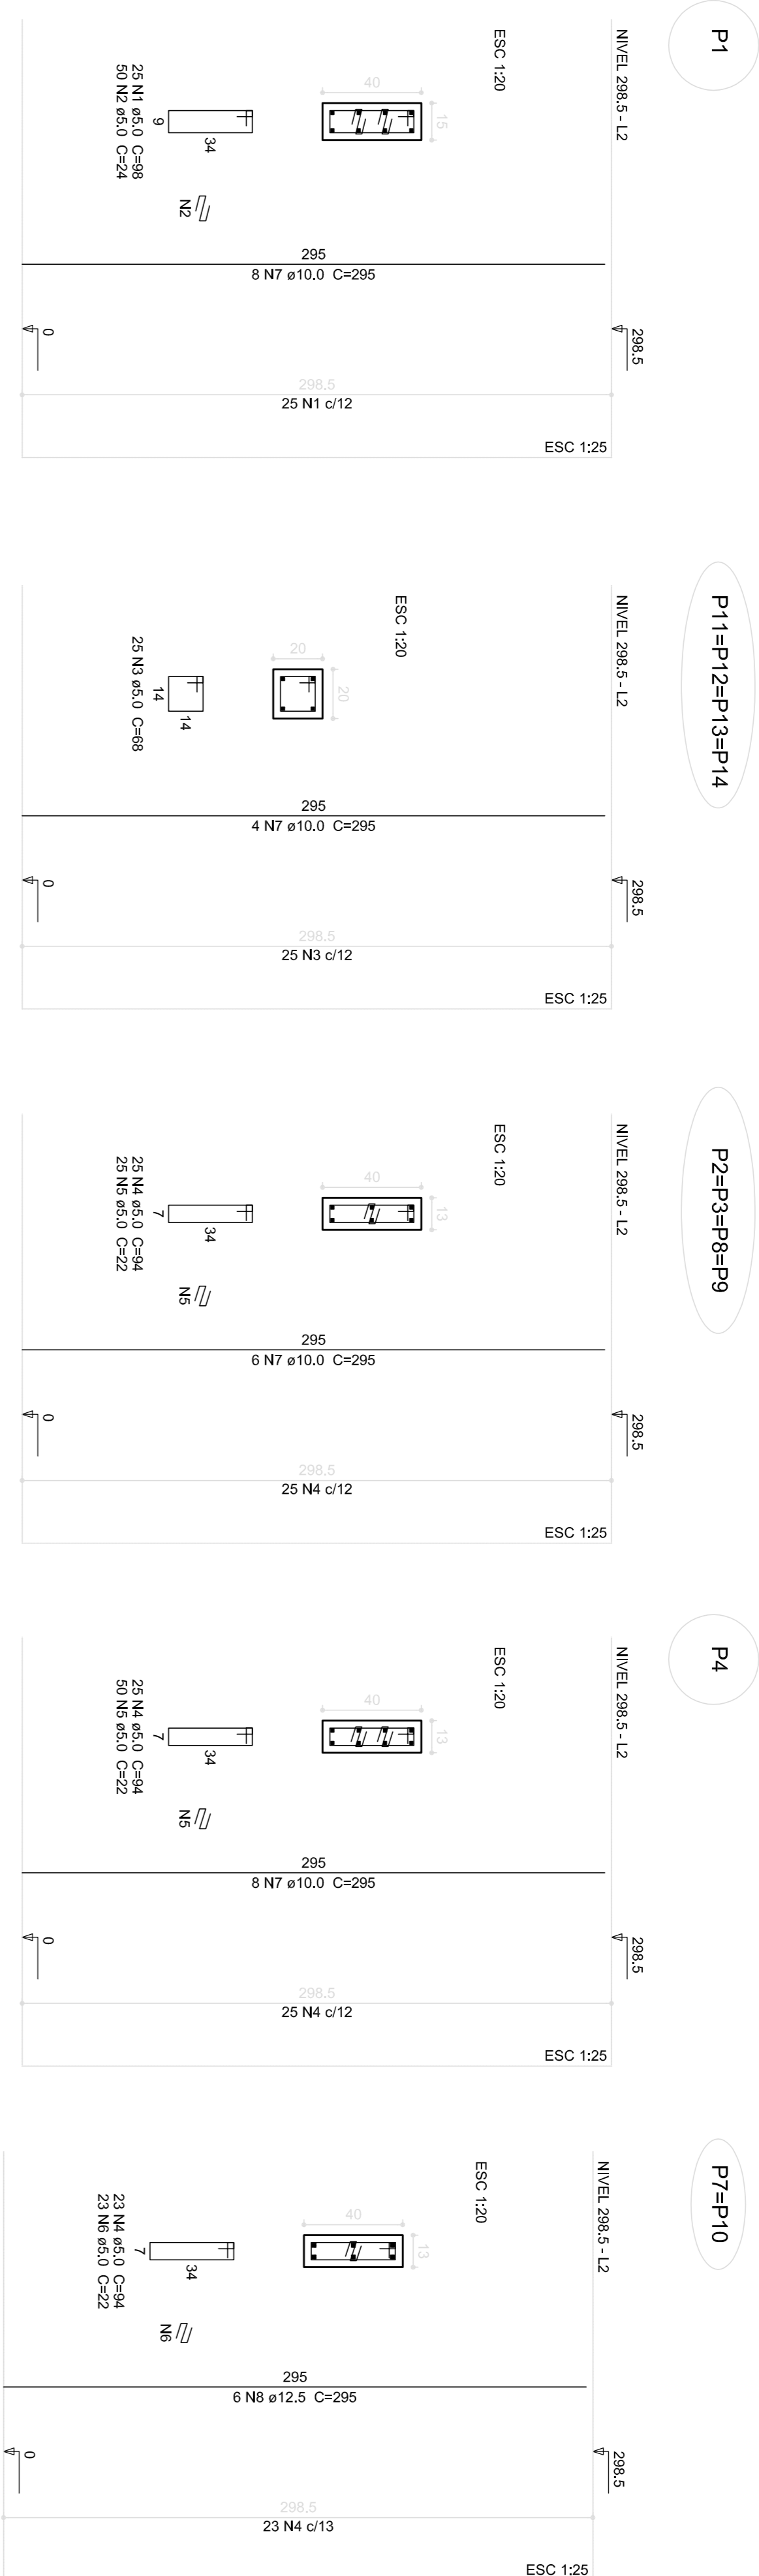 P1
NIVEL 298.5 - L2
ESC 1:20
40
15
34
9
25 N1 ø5.0 C=98
50 N2 ø5.0 C=24
N2
295
8 N7 ø10.0 C=295
298.5
0
298.5
25 N1 c/12
ESC 1:25
P11=P12=P13=P14
NIVEL 298.5 - L2
ESC 1:20
20
20
14
14
25 N3 ø5.0 C=68
295
4 N7 ø10.0 C=295
298.5
0
298.5
25 N3 c/12
ESC 1:25
P2=P3=P8=P9
NIVEL 298.5 - L2
ESC 1:20
40
13
34
7
25 N4 ø5.0 C=94
25 N5 ø5.0 C=22
N5
295
6 N7 ø10.0 C=295
298.5
0
298.5
25 N4 c/12
ESC 1:25
P4
NIVEL 298.5 - L2
ESC 1:20
40
13
34
7
25 N4 ø5.0 C=94
50 N5 ø5.0 C=22
N5
295
8 N7 ø10.0 C=295
298.5
0
298.5
25 N4 c/12
ESC 1:25
P7=P10
NIVEL 298.5 - L2
ESC 1:20
40
13
34
7
23 N4 ø5.0 C=94
23 N6 ø5.0 C=22
N6
295
6 N8 ø12.5 C=295
298.5
0
298.5
23 N4 c/13
ESC 1:25